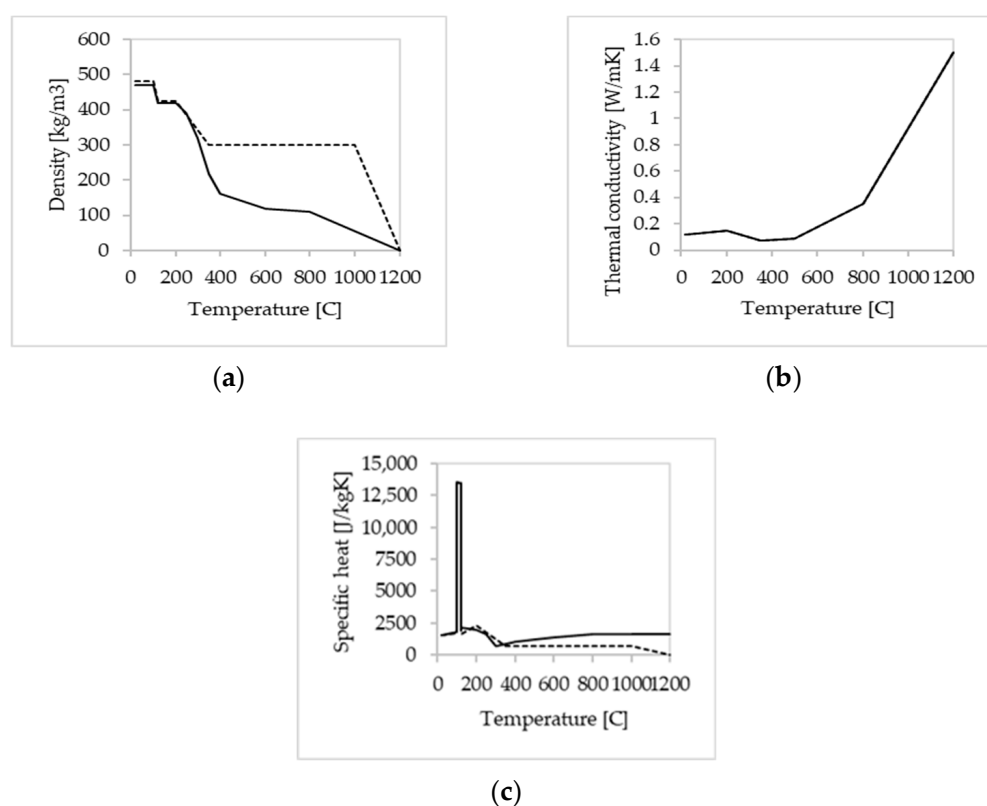 Density [kg/m3]
600
500
400
300
200
100
0
0 200 400 600 800 1000 1200
Temperature [C]
(a)
Thermal conductivity [W/mK]
1.6
1.4
1.2
1
0.8
0.6
0.4
0.2
0
0 200 400 600 800 1000 1200
Temperature [C]
(b)
Specific heat [J/kgK]
15,000
12,500
10,000
7500
5000
2500
0
0 200 400 600 800 1000 1200
Temperature [C]
(c)